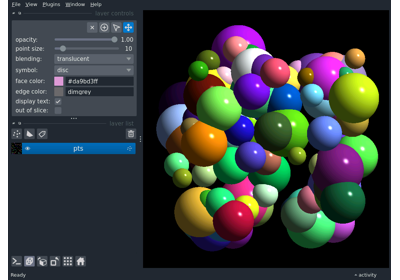 File View Plugins Window Help
layer controls
opacity: 1.00
point size: 10
blending: translucent
symbol: disc
face color: #da9bd3ff
edge color: dimgrey
display text:
out of slice:
layer list
pts
Ready
activity